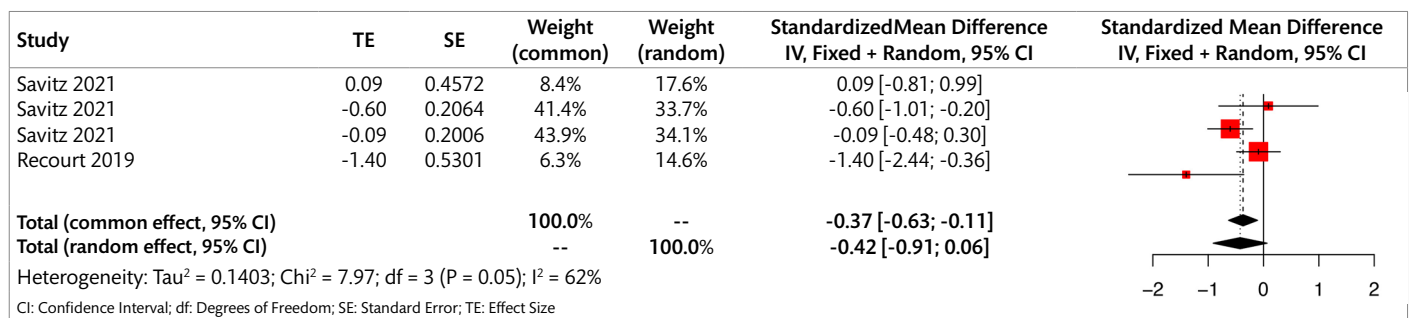 Study TE SE Weight (common) Weight (random) StandardizedMean Difference IV, Fixed + Random, 95% CI Standardized Mean Difference IV, Fixed + Random, 95% CI
Savitz 2021 0.09 0.4572 8.4% 17.6% 0.09 [-0.81; 0.99]
Savitz 2021 -0.60 0.2064 41.4% 33.7% -0.60 [-1.01; -0.20]
Savitz 2021 -0.09 0.2006 43.9% 34.1% -0.09 [-0.48; 0.30]
Recourt 2019 -1.40 0.5301 6.3% 14.6% -1.40 [-2.44; -0.36]
Total (common effect, 95% CI) 100.0% -- -0.37 [-0.63; -0.11]
Total (random effect, 95% CI) -- 100.0% -0.42 [-0.91; 0.06]
Heterogeneity: Tau² = 0.1403; Chi² = 7.97; df = 3 (P = 0.05); I² = 62%
−2 −1 0 1 2
CI: Confidence Interval; df: Degrees of Freedom; SE: Standard Error; TE: Effect Size